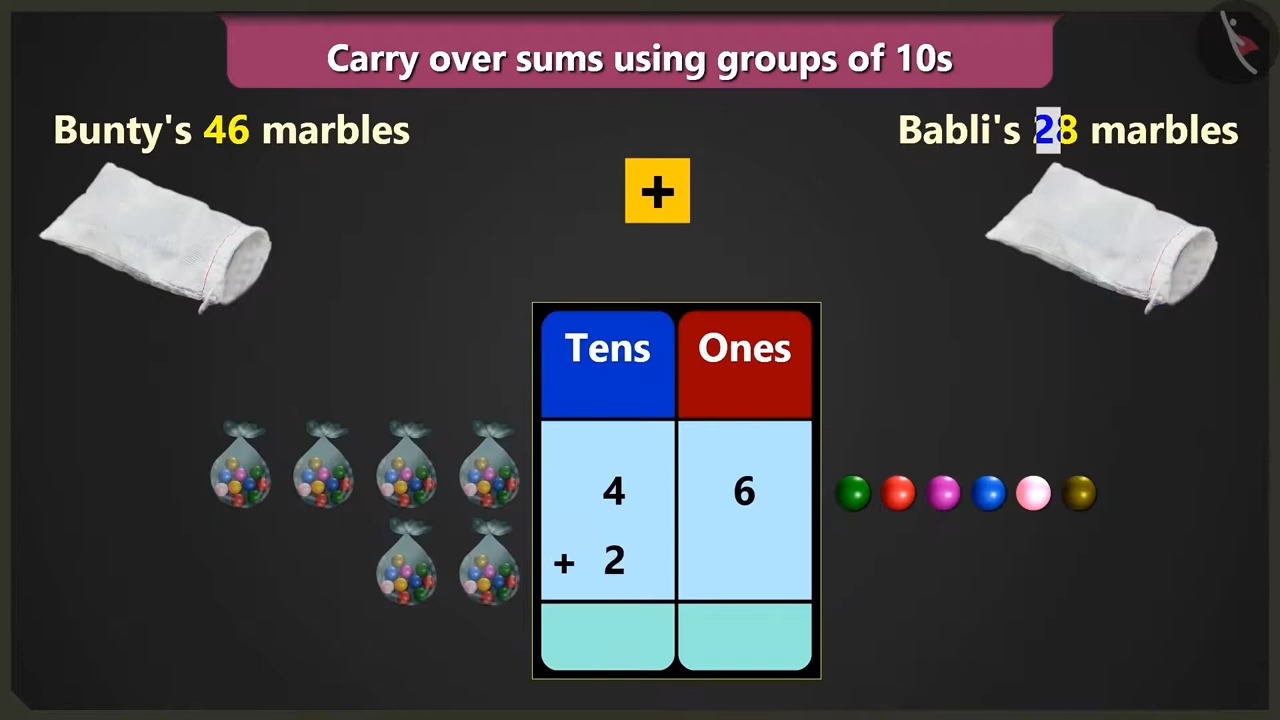 Carry over sums using groups of 10s
Bunty's 46 marbles
Babli's 28 marbles
+
Tens Ones
4 6
+ 2